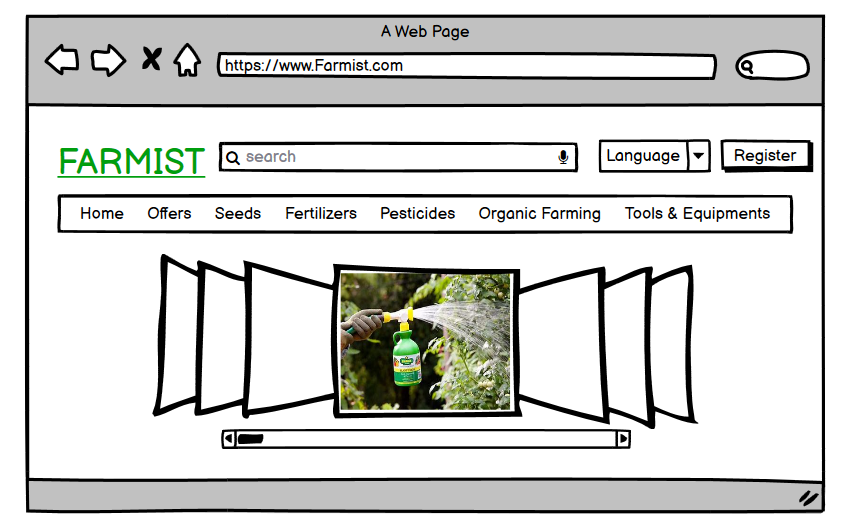 A Web Page
https://www.Farmist.com
FARMIST
search
Language
Register
Home Offers Seeds Fertilizers Pesticides Organic Farming Tools & Equipments